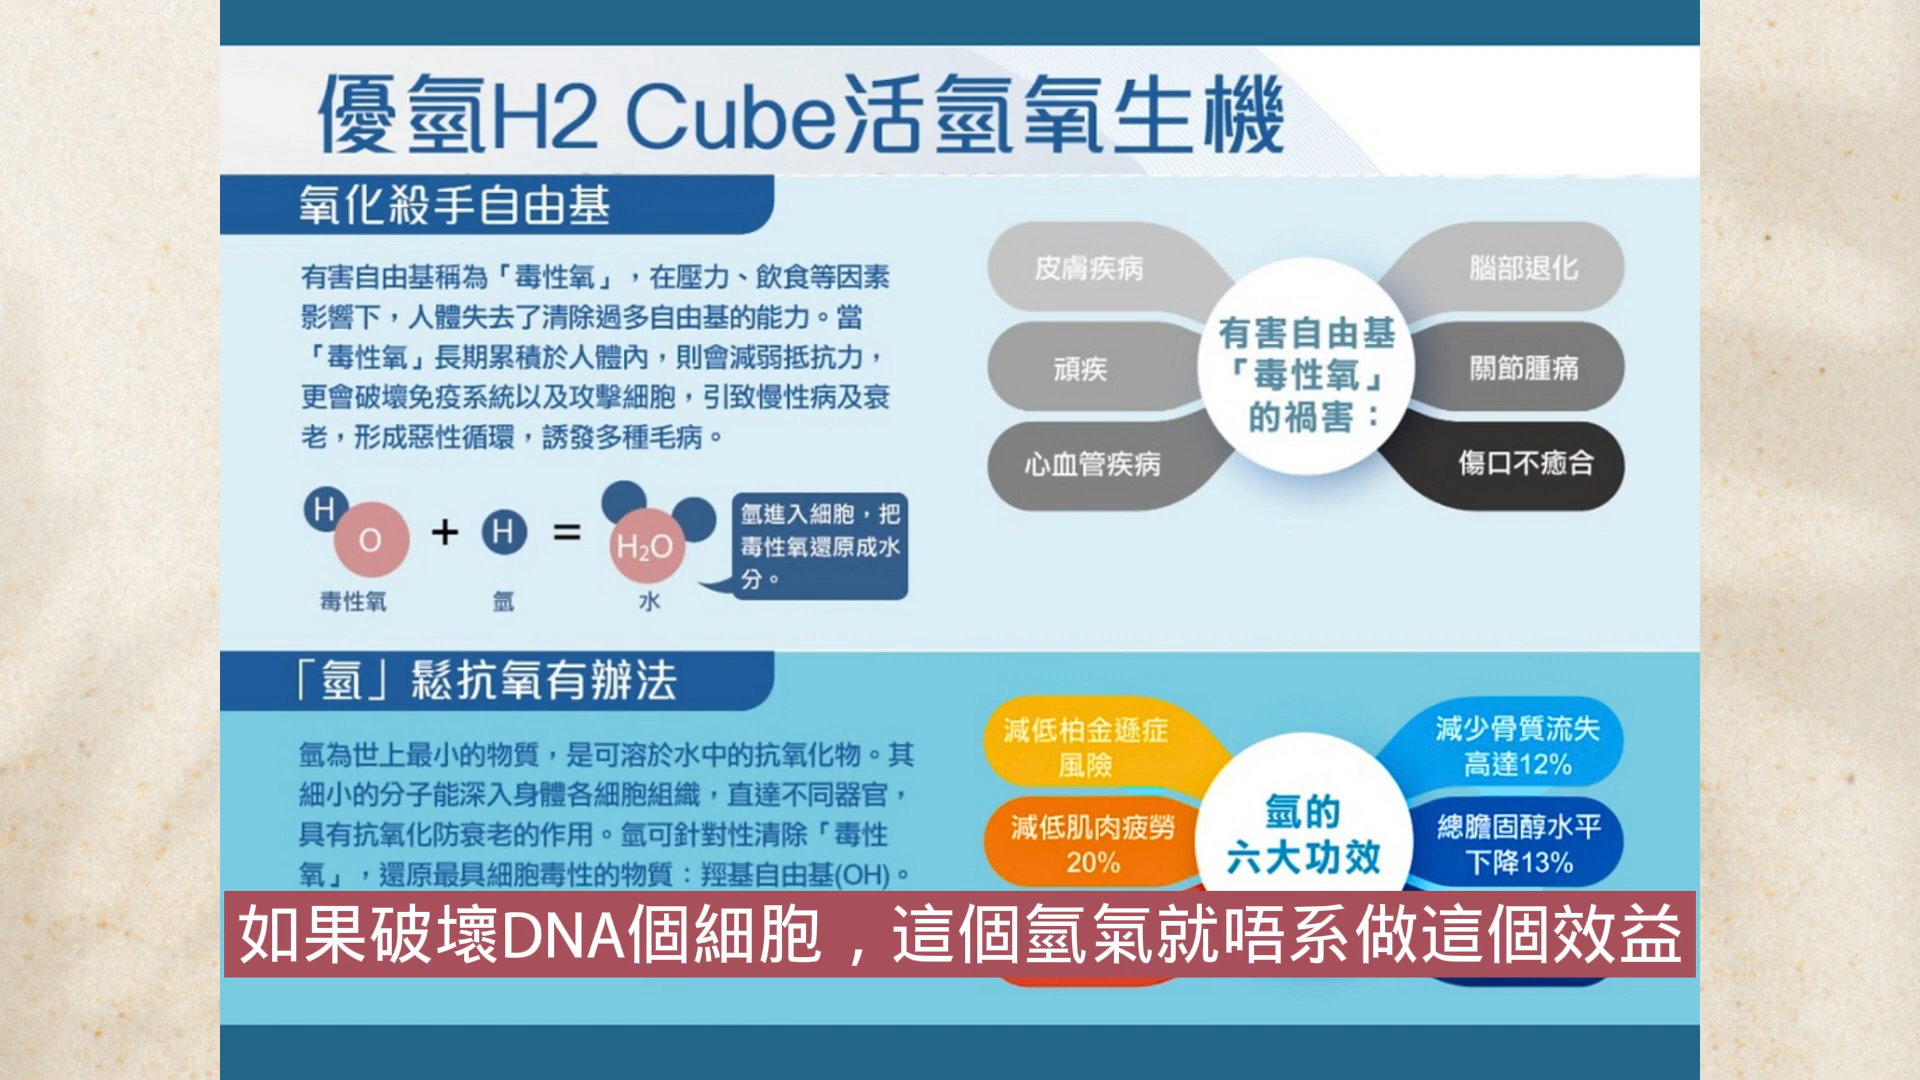 優氫H2 Cube活氫氧生機
氧化殺手自由基
有害自由基稱為「毒性氧」，在壓力、飲食等因素
影響下，人體失去了清除過多自由基的能力。當
「毒性氧」長期累積於人體內，則會減弱抵抗力，
更會破壞免疫系統以及攻擊細胞，引致慢性病及衰
老，形成惡性循環，誘發多種毛病。
H O + H = H₂O
毒性氧 氫 水
氫進入細胞，把
毒性氧還原成水
分。
有害自由基
「毒性氧」
的禍害：
皮膚疾病
頑疾
心血管疾病
腦部退化
關節腫痛
傷口不癒合
「氫」鬆抗氧有辦法
氫為世上最小的物質，是可溶於水中的抗氧化物。其
細小的分子能深入身體各細胞組織，直達不同器官，
具有抗氧化防衰老的作用。氫可針對性清除「毒性
氧」，還原最具細胞毒性的物質：羥基自由基(OH)。
氫的
六大功效
減低柏金遜症
風險
減低肌肉疲勞
20%
減少骨質流失
高達12%
總膽固醇水平
下降13%
如果破壞DNA個細胞，這個氫氣就唔系做這個效益